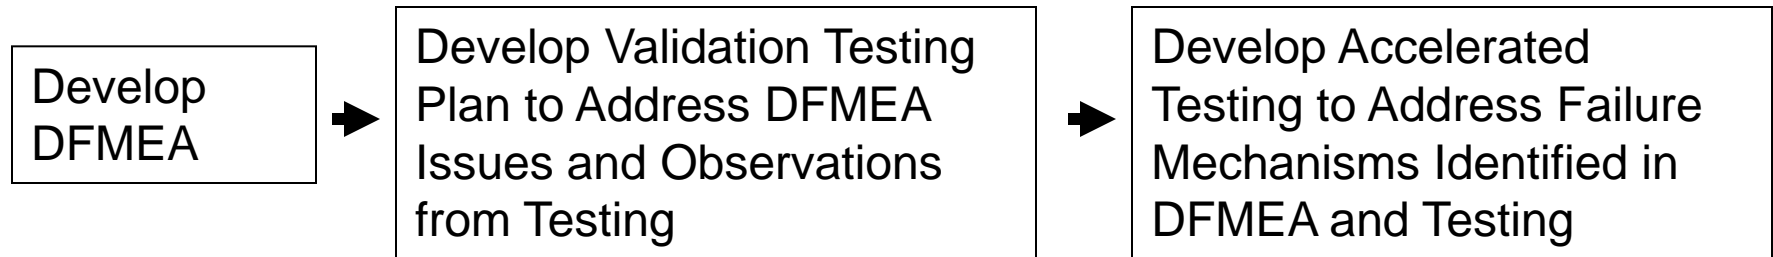 Develop
DFMEA
Develop Validation Testing
Plan to Address DFMEA
Issues and Observations
from Testing
Develop Accelerated
Testing to Address Failure
Mechanisms Identified in
DFMEA and Testing